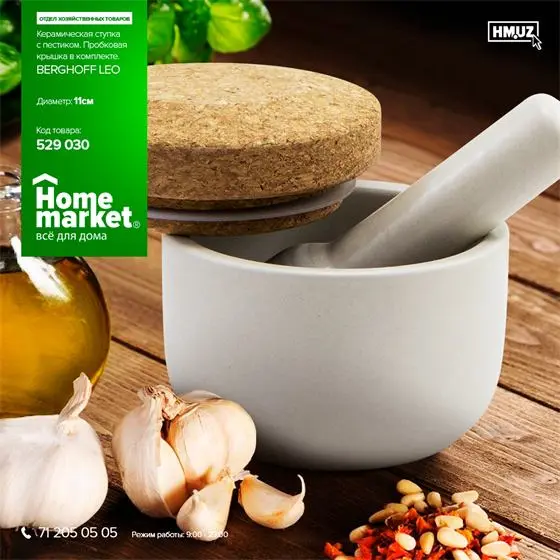 ОТДЕЛ ХОЗЯЙСТВЕННЫХ ТОВАРОВ
Керамическая ступка
с пестиком. Пробковая
крышка в комплекте.
BERGHOFF LEO
Диаметр: 11см
Код товара:
529 030
Home
market®
всё для дома
HM.UZ
71 205 05 05 Режим работы: 9:00 - 23:00